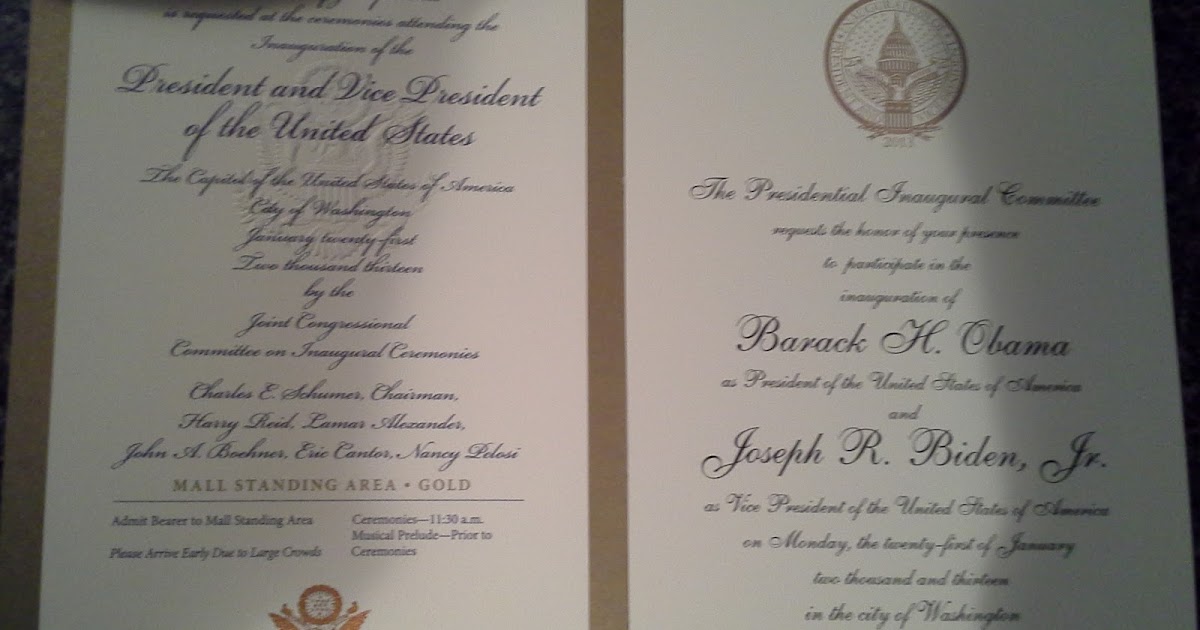 is requested at the ceremonies attending the
Inauguration of the
President and Vice President
of the United States
The Capitol of the United States of America
City of Washington
January twenty-first
Two thousand thirteen
by the
Joint Congressional
Committee on Inaugural Ceremonies
Charles E. Schumer, Chairman,
Harry Reid, Lamar Alexander,
John A. Boehner, Eric Cantor, Nancy Pelosi
MALL STANDING AREA • GOLD
Admit Bearer to Mall Standing Area
Please Arrive Early Due to Large Crowds
Ceremonies—11:30 a.m.
Musical Prelude—Prior to
Ceremonies
2013
The Presidential Inaugural Committee
requests the honor of your presence
to participate in the
inauguration of
Barack H. Obama
as President of the United States of America
and
Joseph R. Biden, Jr.
as Vice President of the United States of America
on Monday, the twenty-first of January
two thousand and thirteen
in the city of Washington